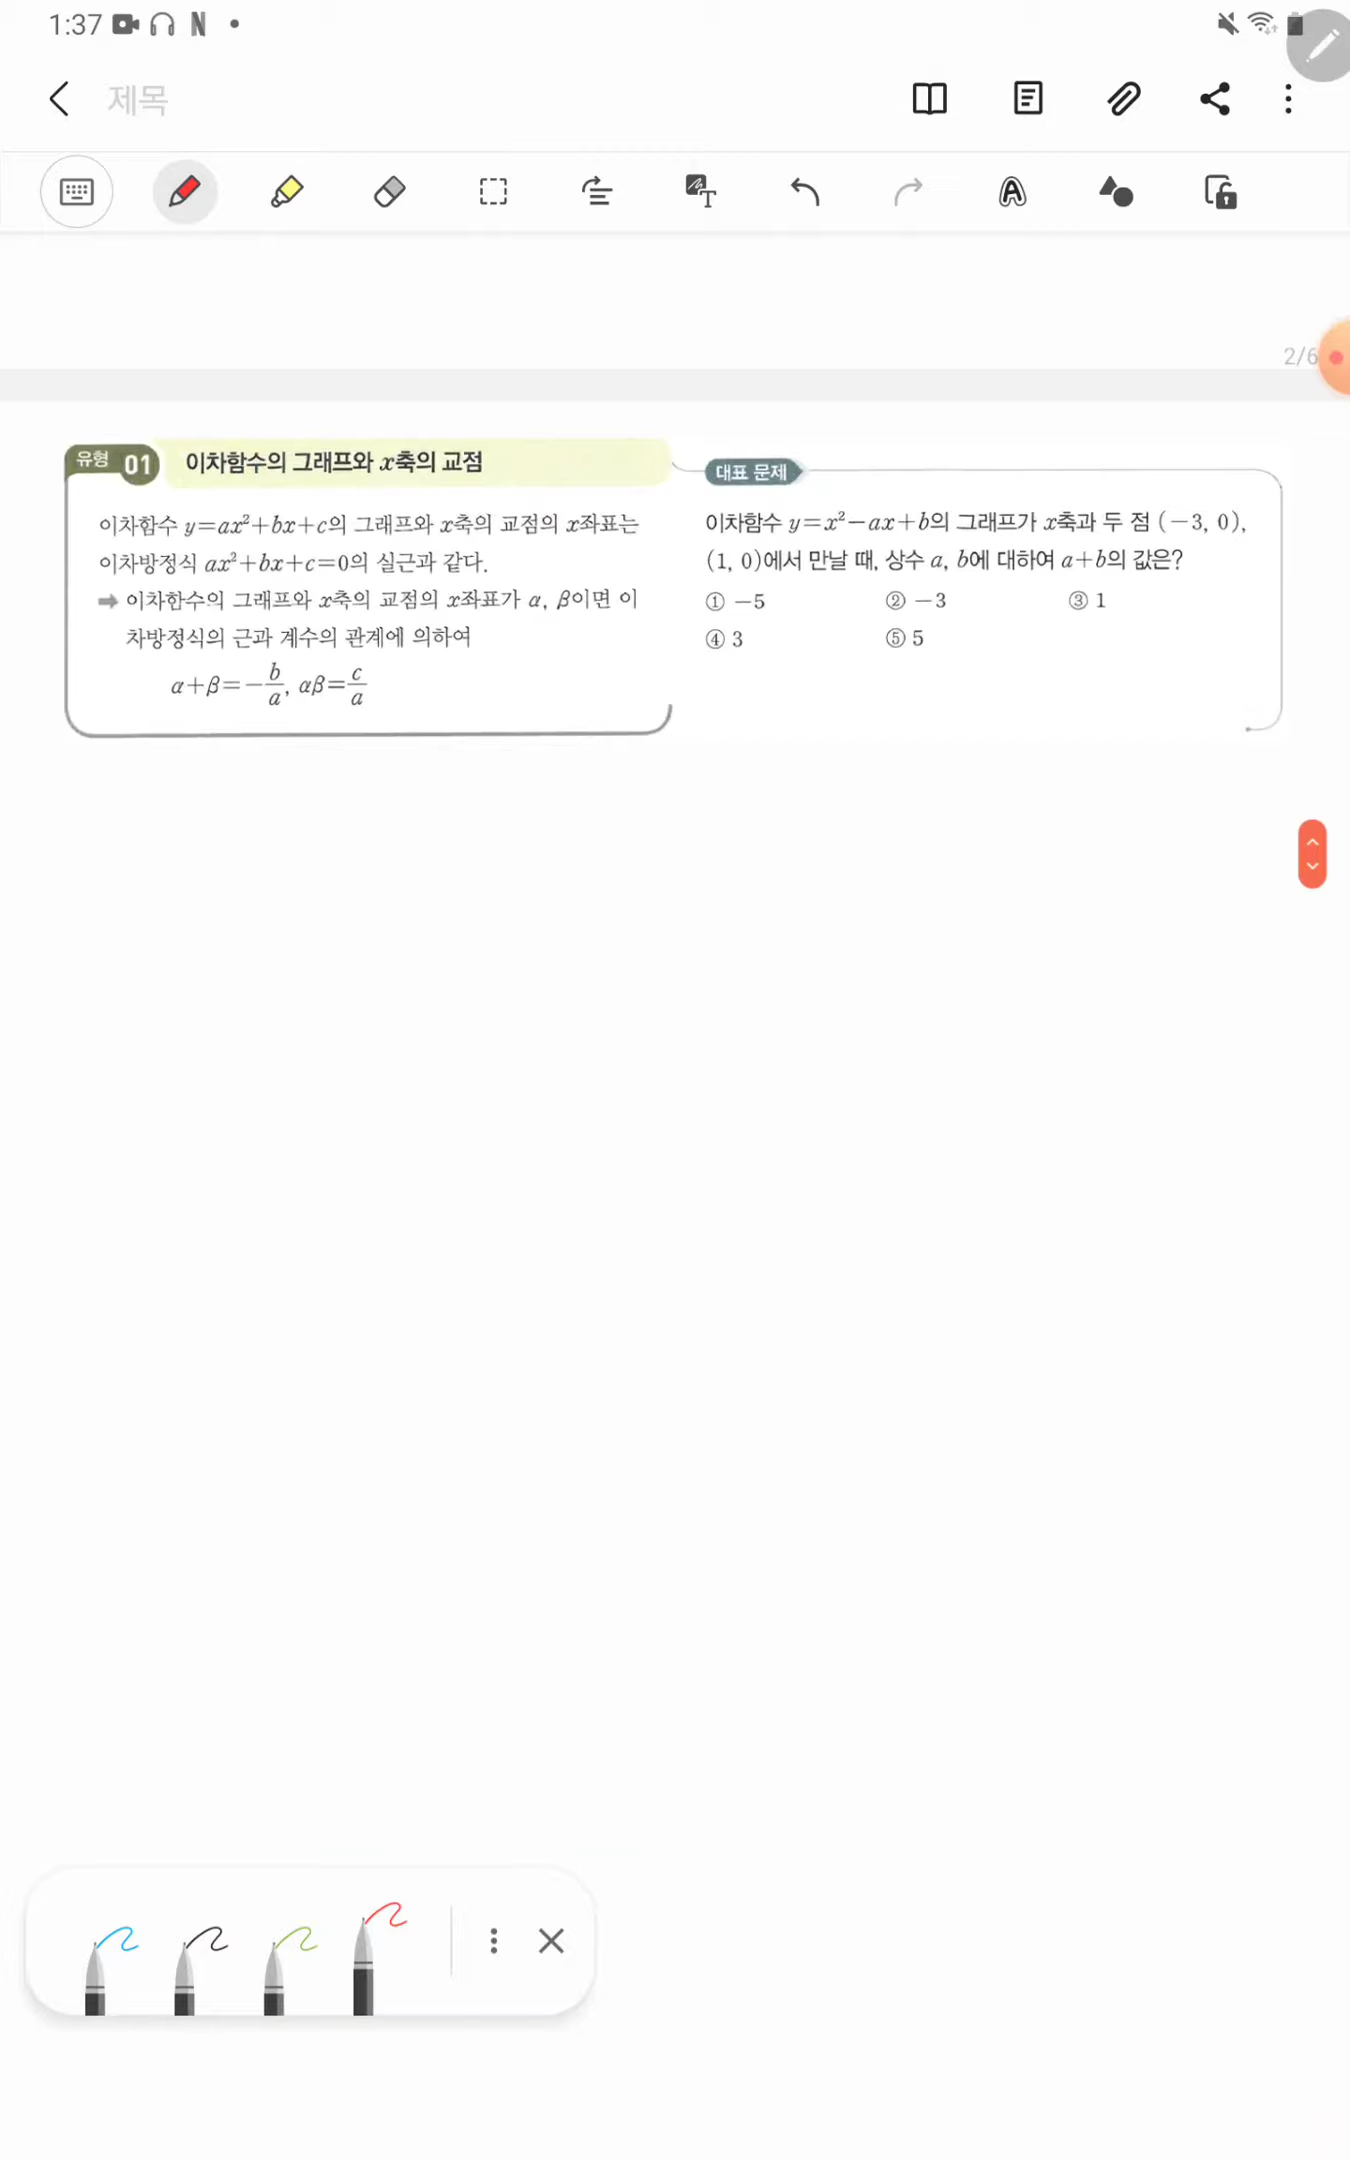 1:37
제목
2/6
유형 01 이차함수의 그래프와 x축의 교점
이차함수 y=ax²+bx+c의 그래프와 x축의 교점의 x좌표는
이차방정식 ax²+bx+c=0의 실근과 같다.
➡ 이차함수의 그래프와 x축의 교점의 x좌표가 α, β이면 이
차방정식의 근과 계수의 관계에 의하여
α+β=-b/a, αβ=c/a
대표 문제
이차함수 y=x²-ax+b의 그래프가 x축과 두 점 (-3, 0),
(1, 0)에서 만날 때, 상수 a, b에 대하여 a+b의 값은?
① -5 ② -3 ③ 1
④ 3 ⑤ 5